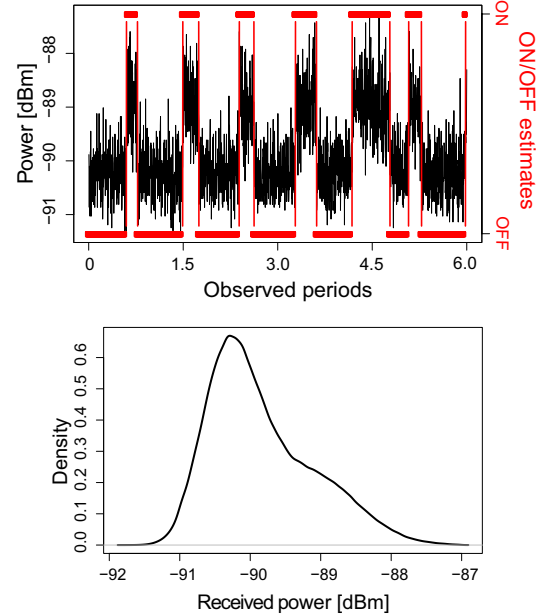 Power [dBm]
−88
−89
−90
−91
0
1.5
3.0
4.5
6.0
Observed periods
ON
OFF
ON/OFF estimates
Density
0.0 0.1 0.2 0.3 0.4 0.5 0.6
−92 −91 −90 −89 −88 −87
Received power [dBm]